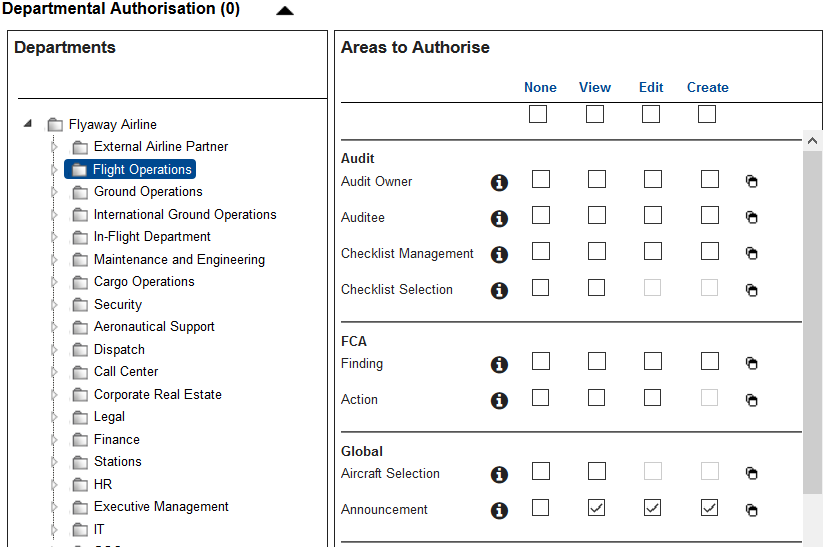 Departmental Authorisation (0)
Departments
Flyaway Airline
External Airline Partner
Flight Operations
Ground Operations
International Ground Operations
In-Flight Department
Maintenance and Engineering
Cargo Operations
Security
Aeronautical Support
Dispatch
Call Center
Corporate Real Estate
Legal
Finance
Stations
HR
Executive Management
IT
Areas to Authorise
None View Edit Create
Audit
Audit Owner
Auditee
Checklist Management
Checklist Selection
FCA
Finding
Action
Global
Aircraft Selection
Announcement